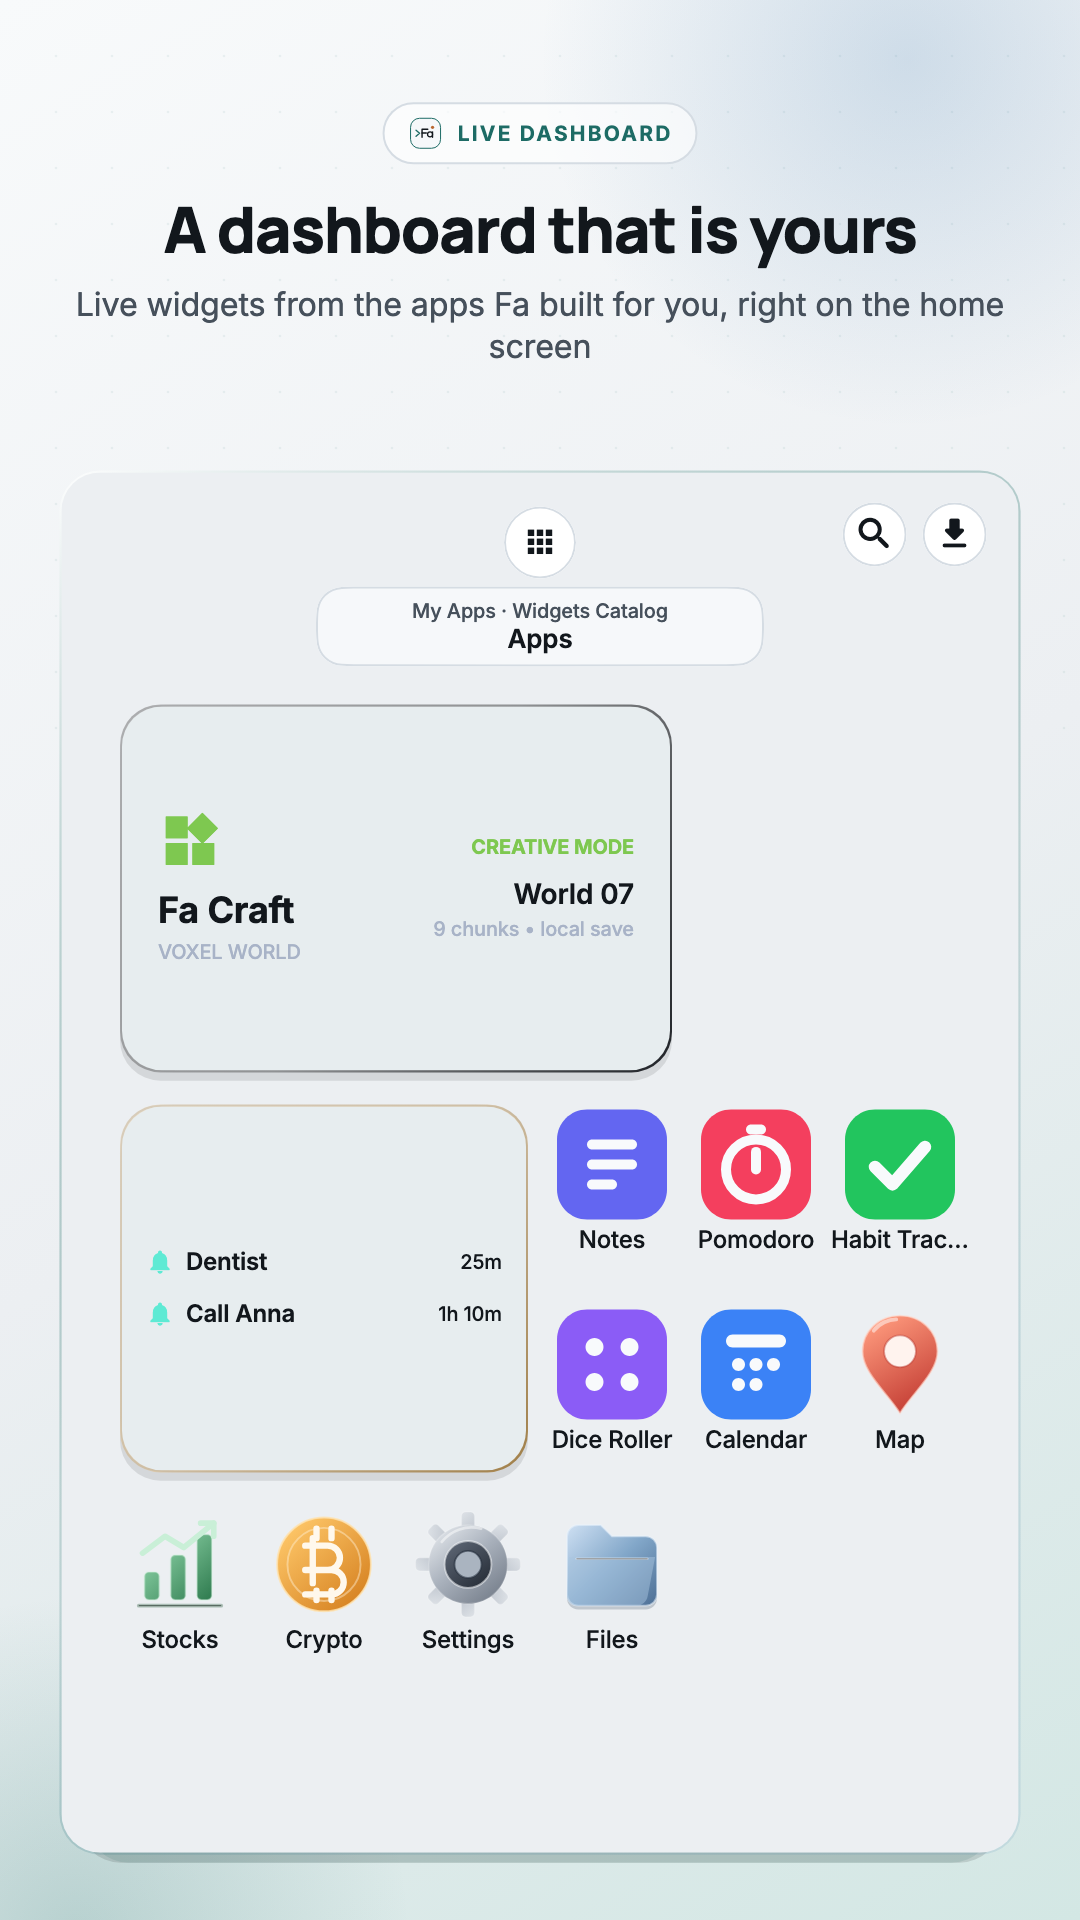 >Fa LIVE DASHBOARD
A dashboard that is yours
Live widgets from the apps Fa built for you, right on the home
screen
My Apps · Widgets Catalog
Apps
Fa Craft
VOXEL WORLD
CREATIVE MODE
World 07
9 chunks • local save
Dentist 25m
Call Anna 1h 10m
Notes Pomodoro Habit Trac...
Dice Roller Calendar Map
Stocks Crypto Settings Files